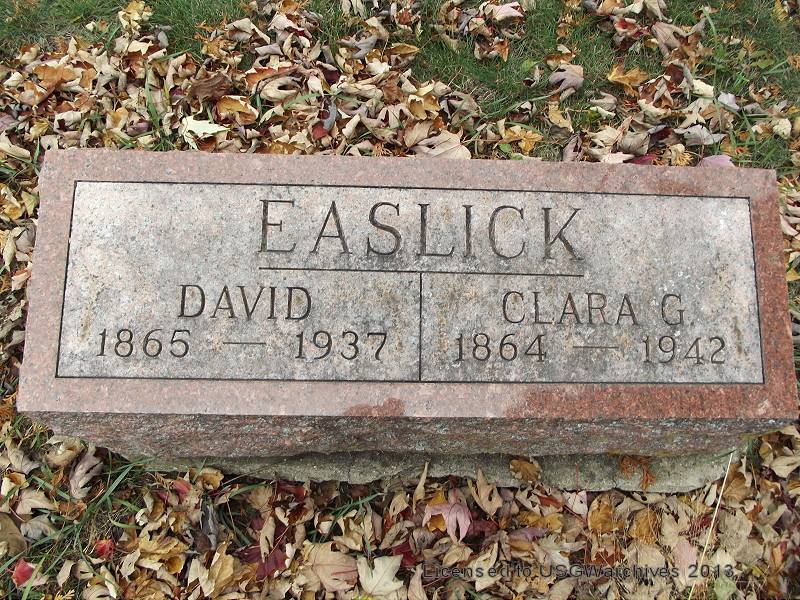 EASLICK
DAVID CLARA G.
1865 — 1937 1864 — 1942
Licensed to USGWarchives 2013